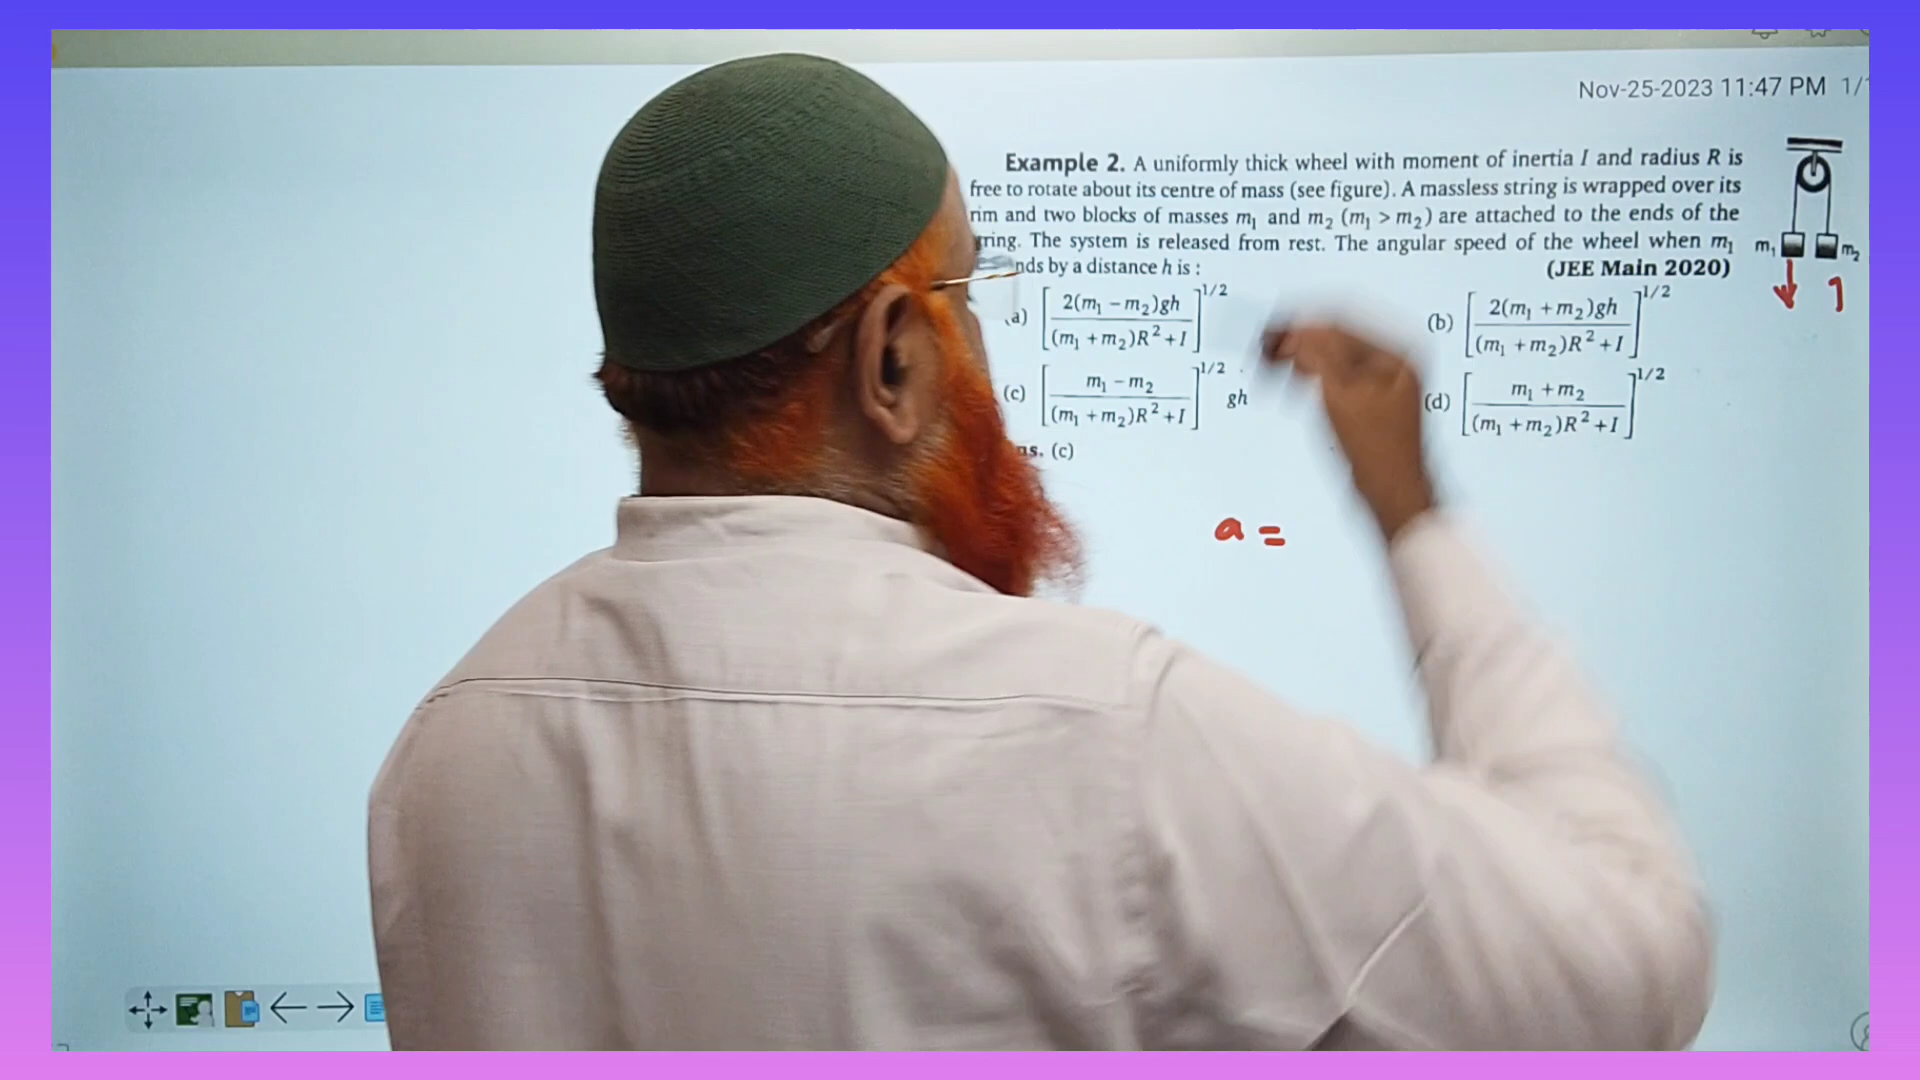 Nov-25-2023 11:47 PM 1/
Example 2. A uniformly thick wheel with moment of inertia I and radius R is
free to rotate about its centre of mass (see figure). A massless string is wrapped over its
rim and two blocks of masses m₁ and m₂ (m₁ > m₂) are attached to the ends of the
The system is released from rest. The angular speed of the wheel when m₁
by a distance h is :
(JEE Main 2020)
m₁ m₂
(a) [2(m₁ − m₂)gh / (m₁ + m₂)R² + I]^1/2
(b) [2(m₁ + m₂)gh / (m₁ + m₂)R² + I]^1/2
(c) [m₁ − m₂ / (m₁ + m₂)R² + I]^1/2 gh
(d) [m₁ + m₂ / (m₁ + m₂)R² + I]^1/2
(c)
a =